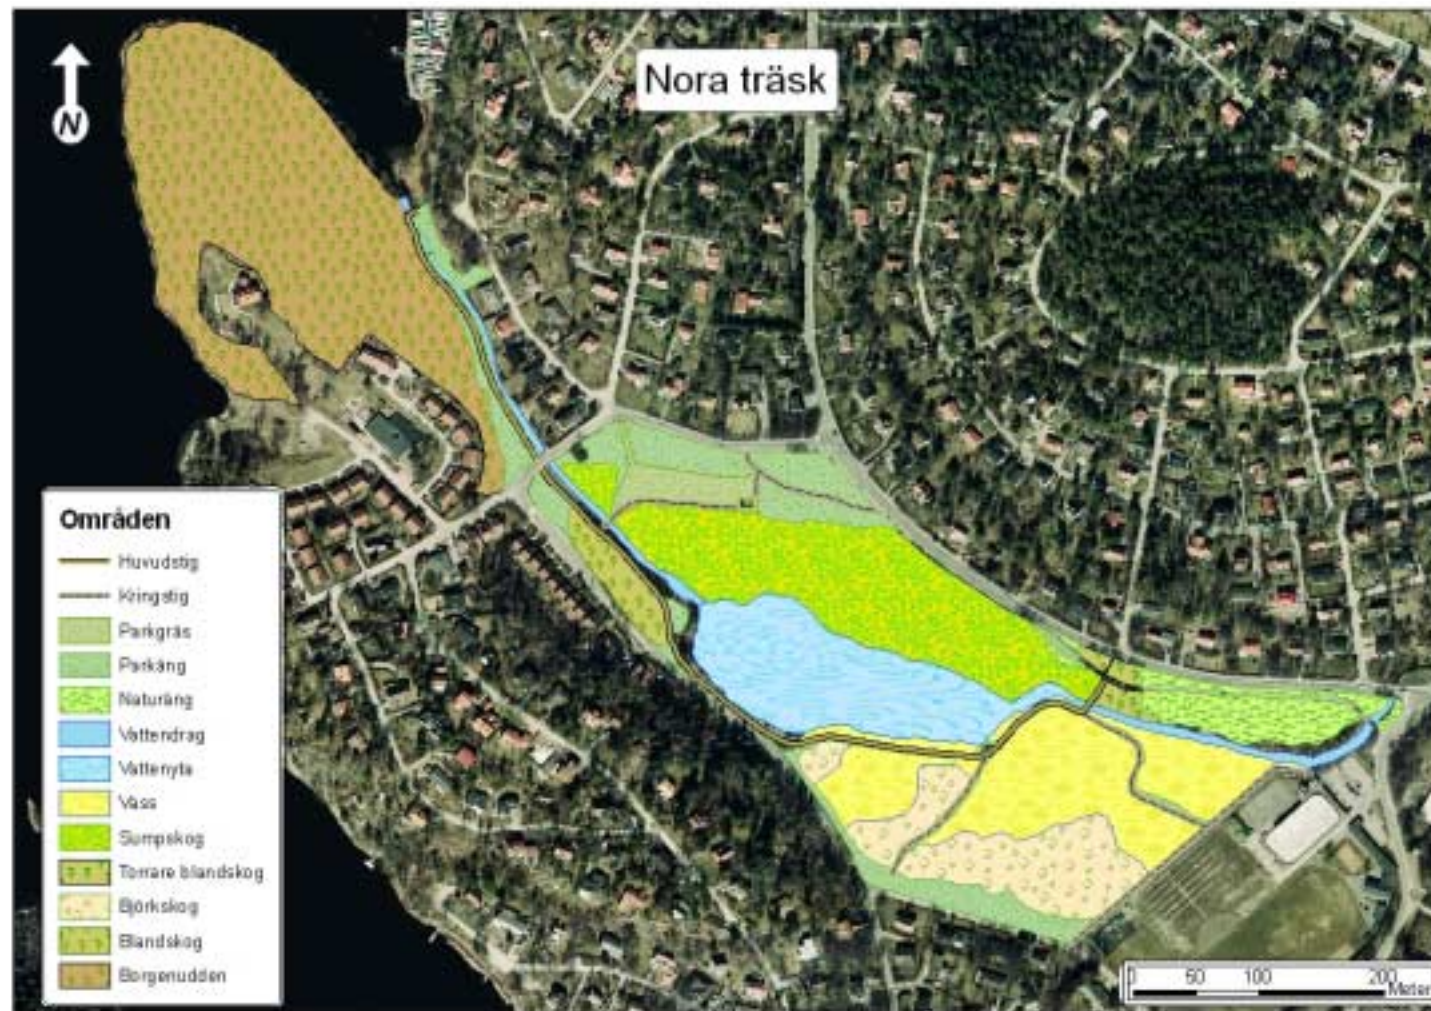 Nora träsk
N
Områden
Huvudstig
Kringstig
Parkgräs
Parkäng
Naturäng
Vattendrag
Vattenyta
Vass
Sumpskog
Torrare blandskog
Björkskog
Blandskog
Borgenudden
0 50 100 200
Meter